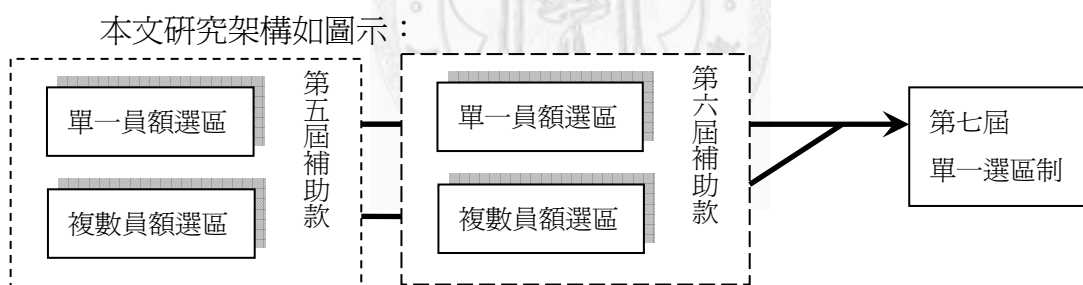 本文研究架構如圖示：
單一員額選區
複數員額選區
第五屆補助款
單一員額選區
複數員額選區
第六屆補助款
第七屆
單一選區制